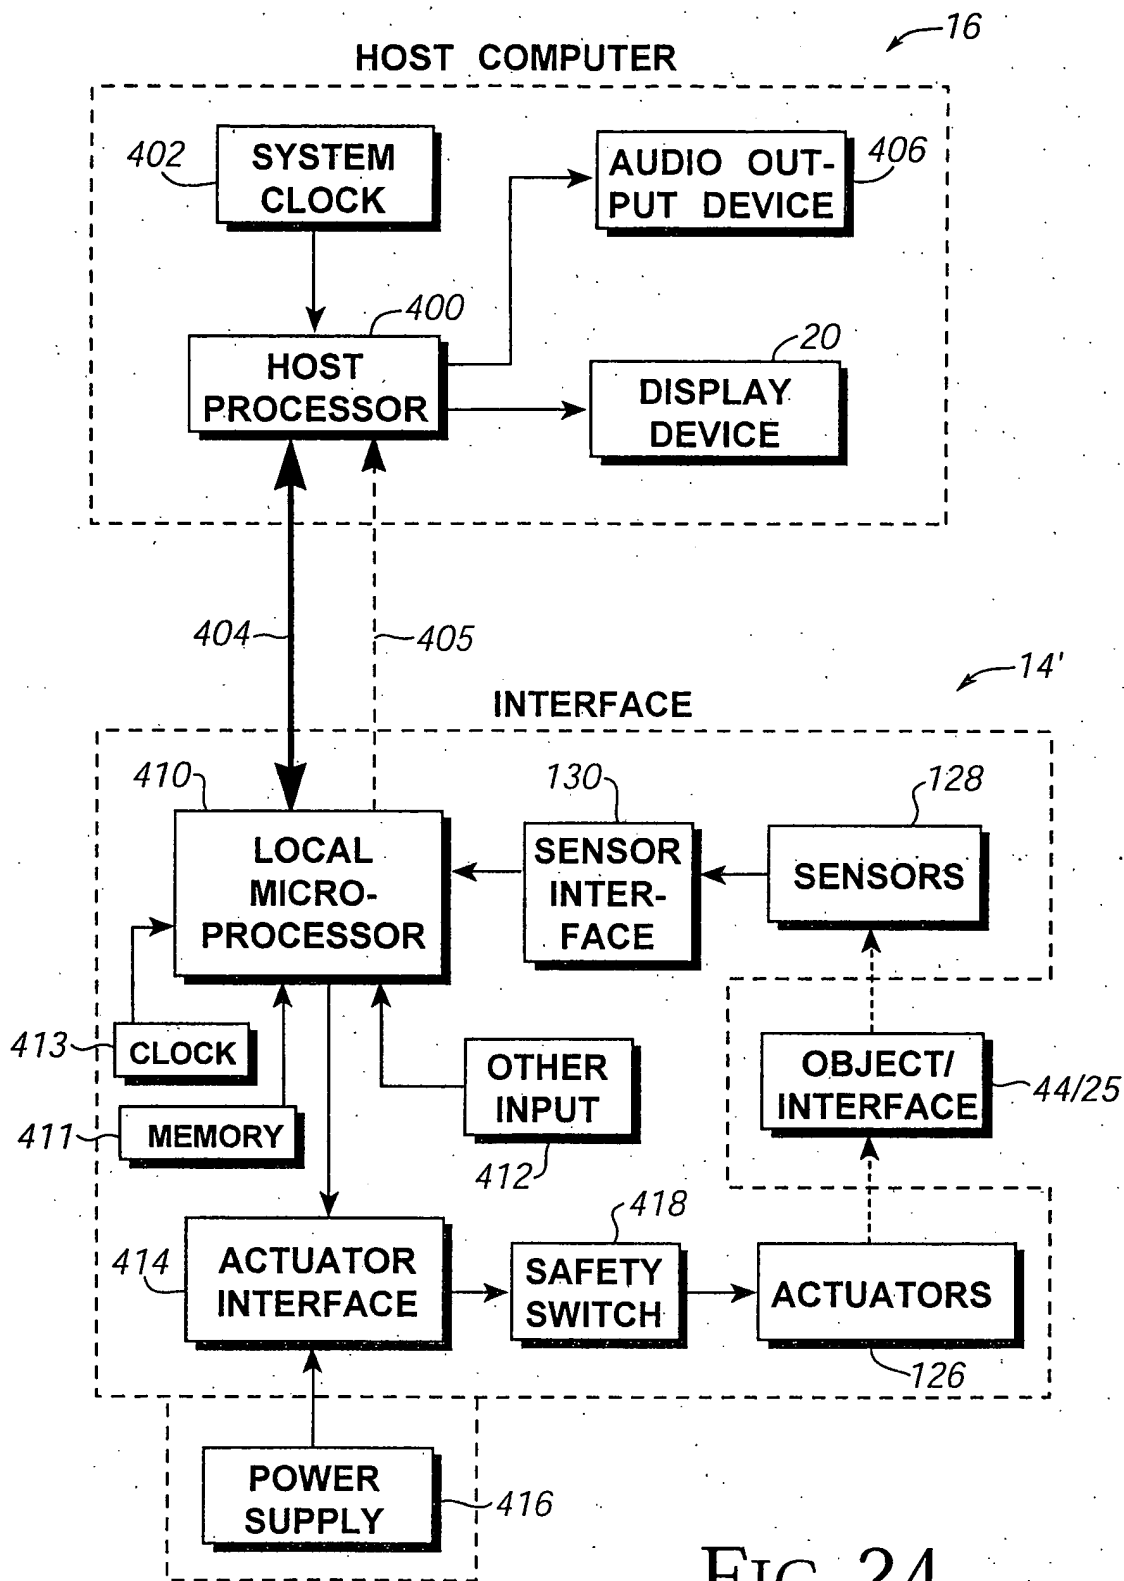 16
HOST COMPUTER
402
SYSTEM
CLOCK
AUDIO OUT-
PUT DEVICE
406
400
HOST
PROCESSOR
20
DISPLAY
DEVICE
404
405
14'
INTERFACE
410
LOCAL
MICRO-
PROCESSOR
130
SENSOR
INTER-
FACE
128
SENSORS
413
CLOCK
411
MEMORY
OTHER
INPUT
412
OBJECT/
INTERFACE
44/25
414
ACTUATOR
INTERFACE
418
SAFETY
SWITCH
ACTUATORS
126
POWER
SUPPLY
416
FIG. 24